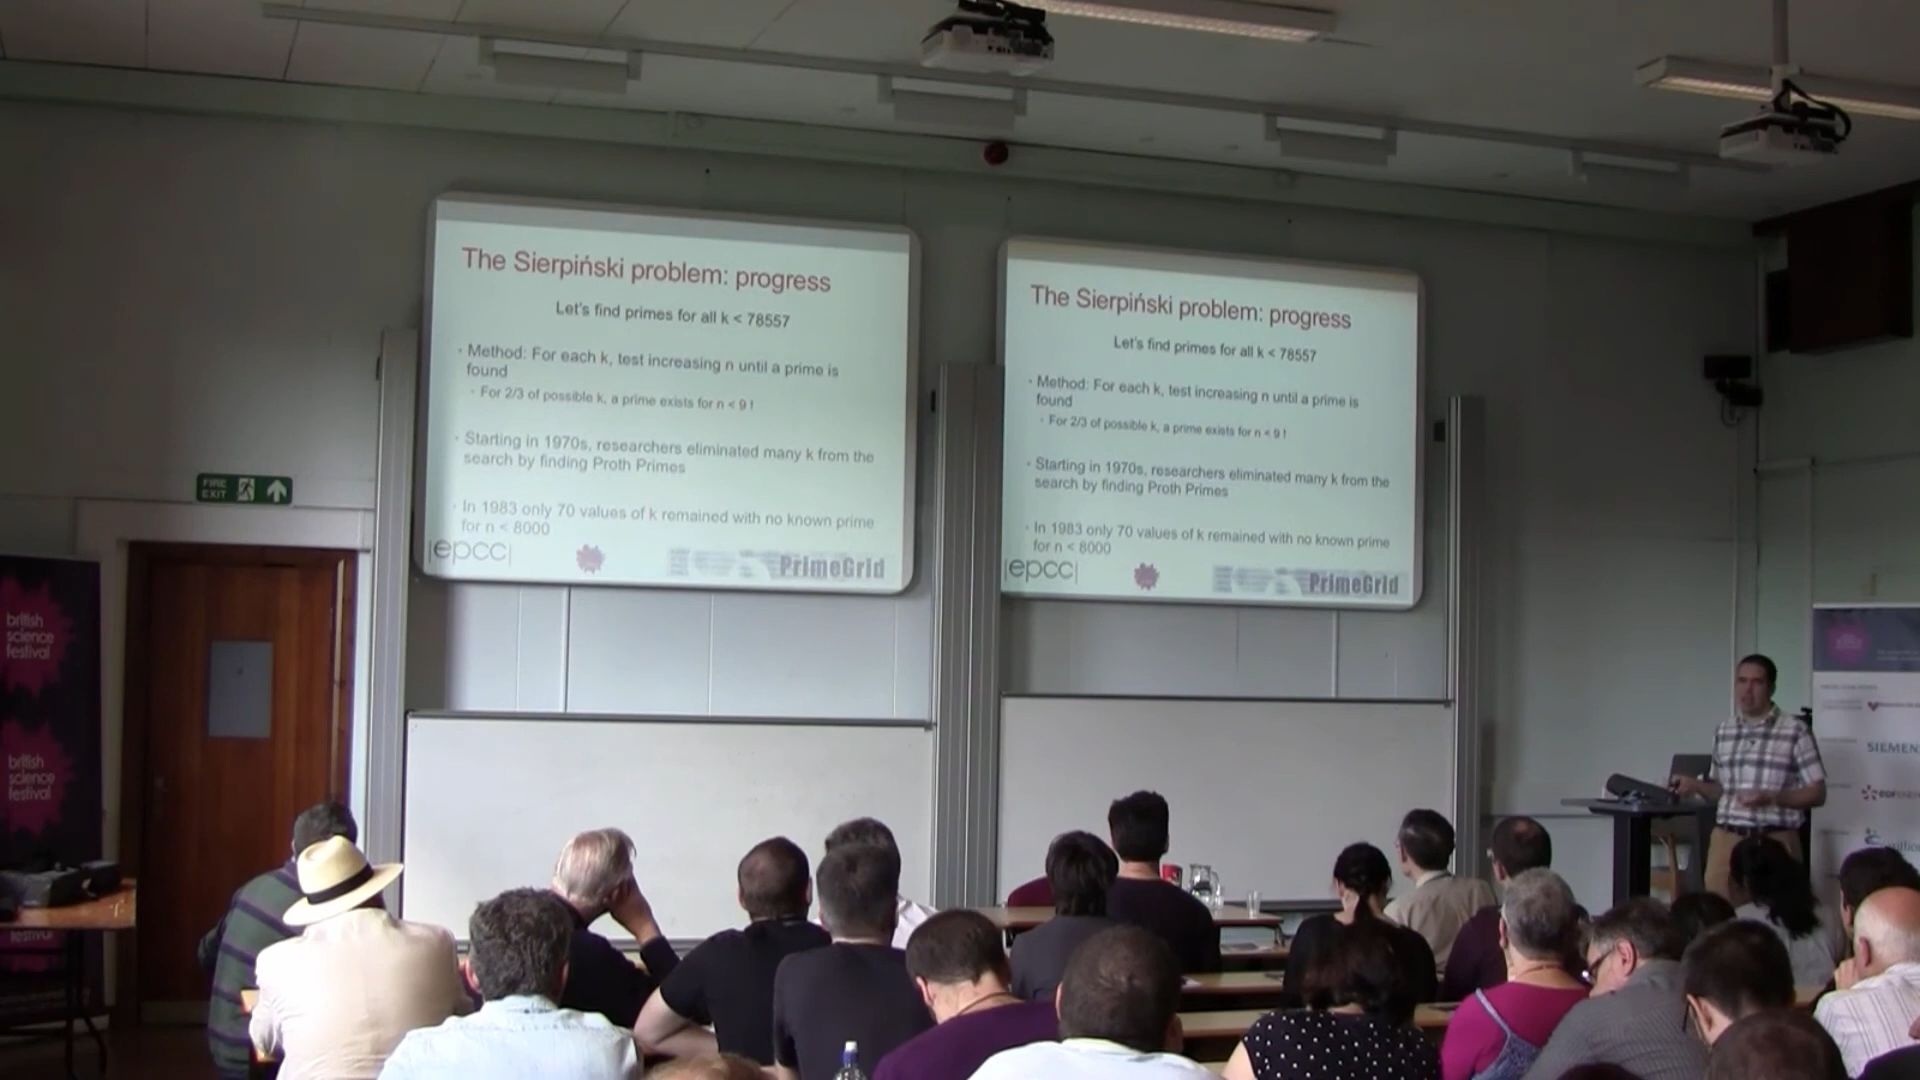 The Sierpiński problem: progress
Let's find primes for all k < 78557
· Method: For each k, test increasing n until a prime is
found
· For 2/3 of possible k, a prime exists for n < 9 !
· Starting in 1970s, researchers eliminated many k from the
search by finding Proth Primes
· In 1983 only 70 values of k remained with no known prime
for n < 8000
|epcc|
PrimeGrid
The Sierpiński problem: progress
Let's find primes for all k < 78557
· Method: For each k, test increasing n until a prime is
found
· For 2/3 of possible k, a prime exists for n < 9 !
· Starting in 1970s, researchers eliminated many k from the
search by finding Proth Primes
· In 1983 only 70 values of k remained with no known prime
for n < 8000
|epcc|
PrimeGrid
FIRE
EXIT
british
science
festival
british
science
festival
festival
SIEMEN